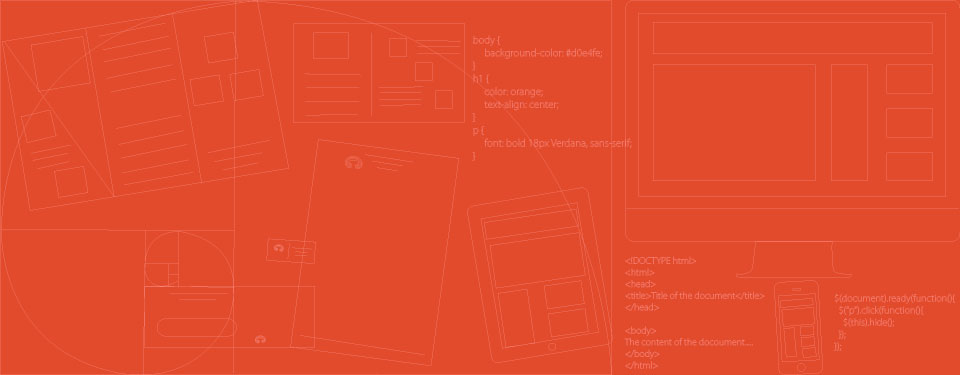 body {
background-color: #d0e4fe;
}
h1 {
color: orange;
text-align: center;
}
p {
font: bold 18px Verdana, sans-serif;
}
<!DOCTYPE html>
<html>
<head>
<title>Title of the document</title>
</head>
<body>
The content of the docoument....
</body>
</html>
$(document).ready(function(){
$("p").click(function(){
$(this).hide();
});
});